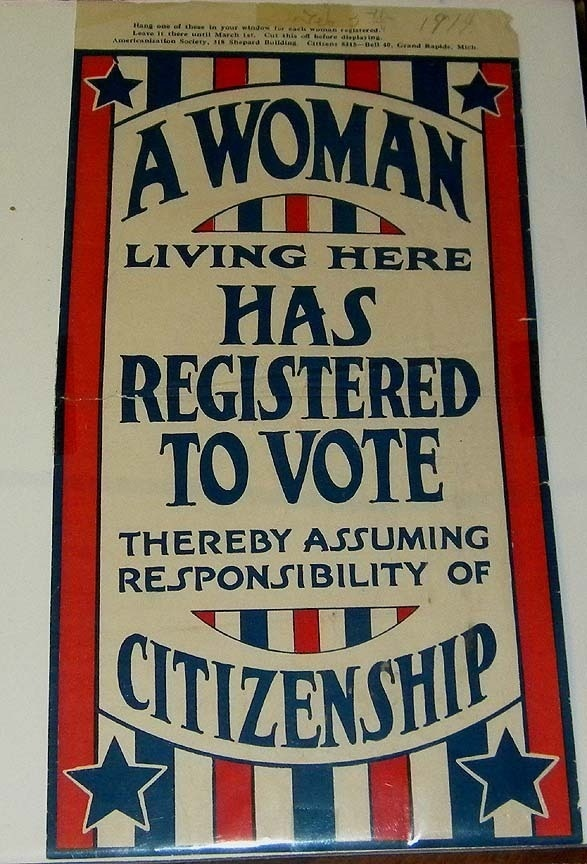 Hang one of these in your window for each woman registered.
Leave it there until March 1st. Cut this off before displaying.
Americanization Society, 318 Shepard Building. Citizens 8315—Bell 40, Grand Rapids, Mich.
1919
A WOMAN
LIVING HERE
HAS
REGISTERED
TO VOTE
THEREBY ASSUMING
RESPONSIBILITY OF
CITIZENSHIP